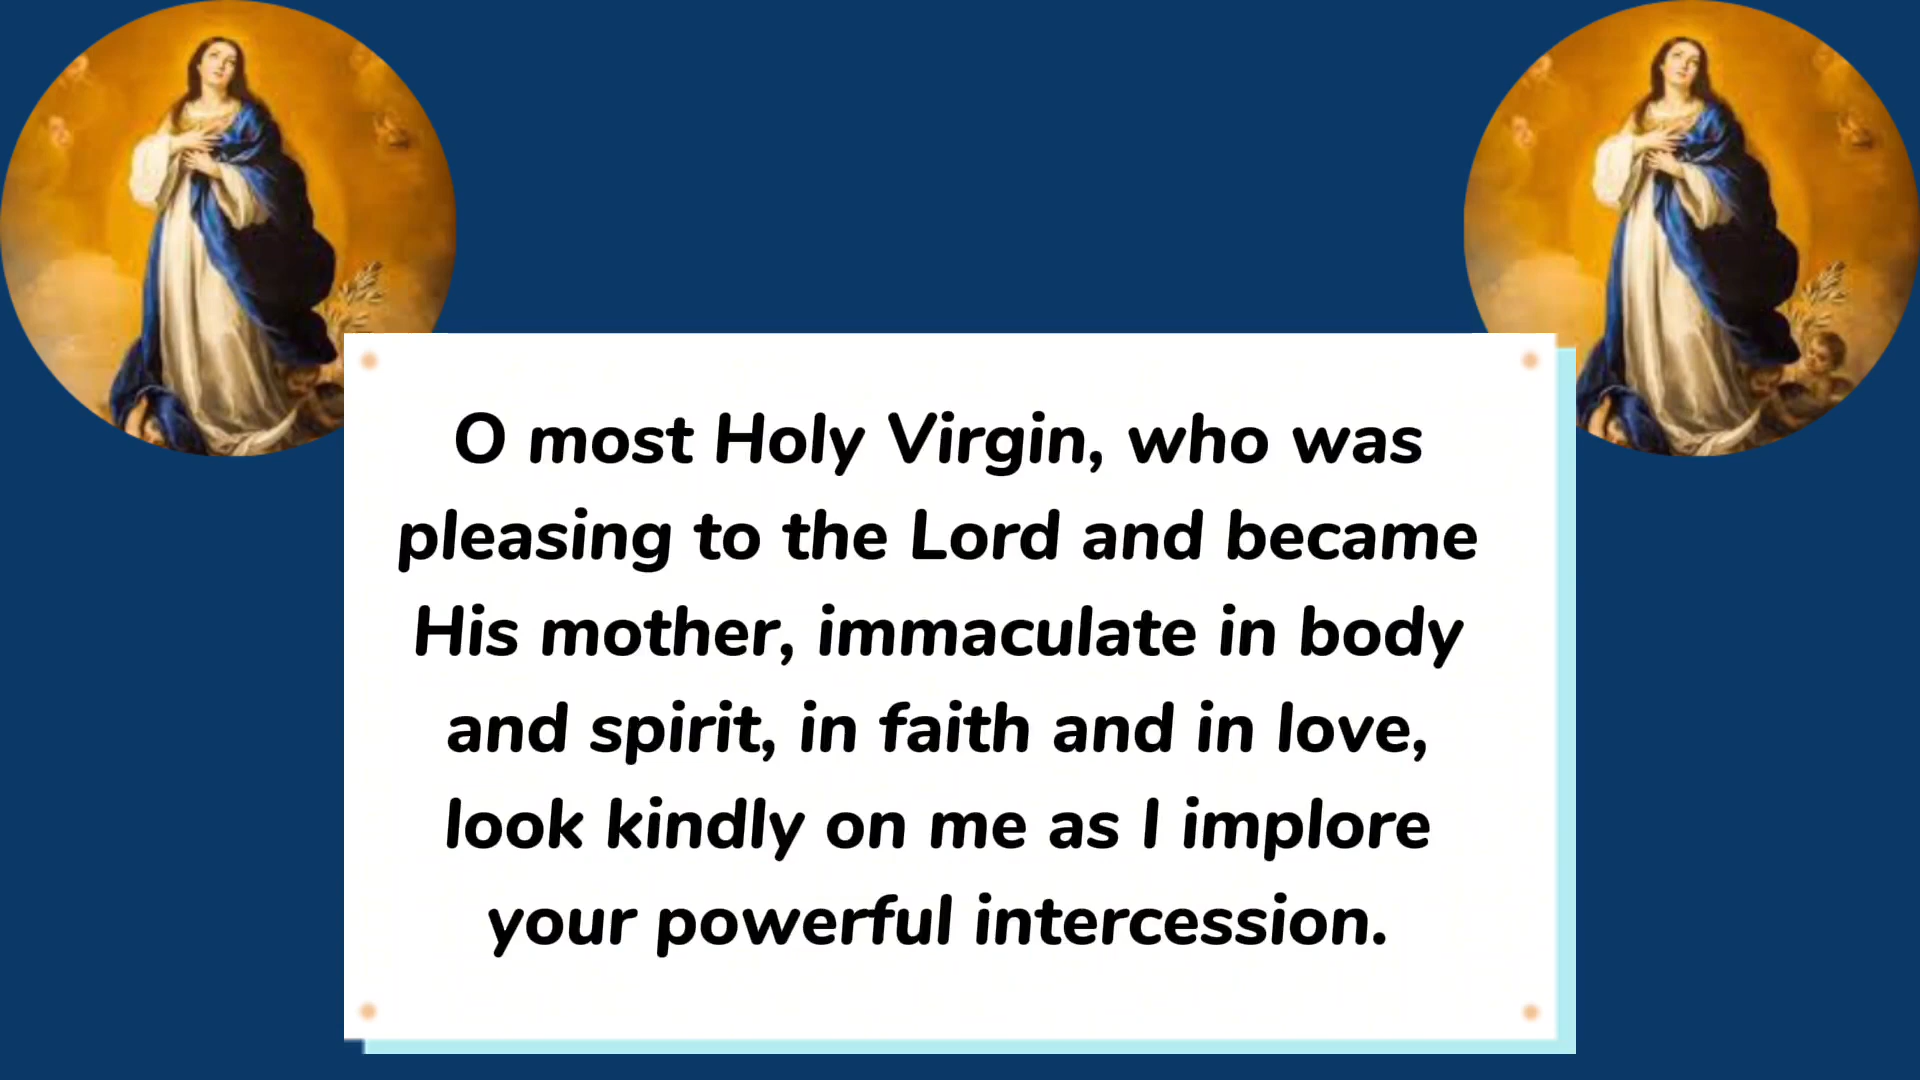 O most Holy Virgin, who was
pleasing to the Lord and became
His mother, immaculate in body
and spirit, in faith and in love,
look kindly on me as I implore
your powerful intercession.